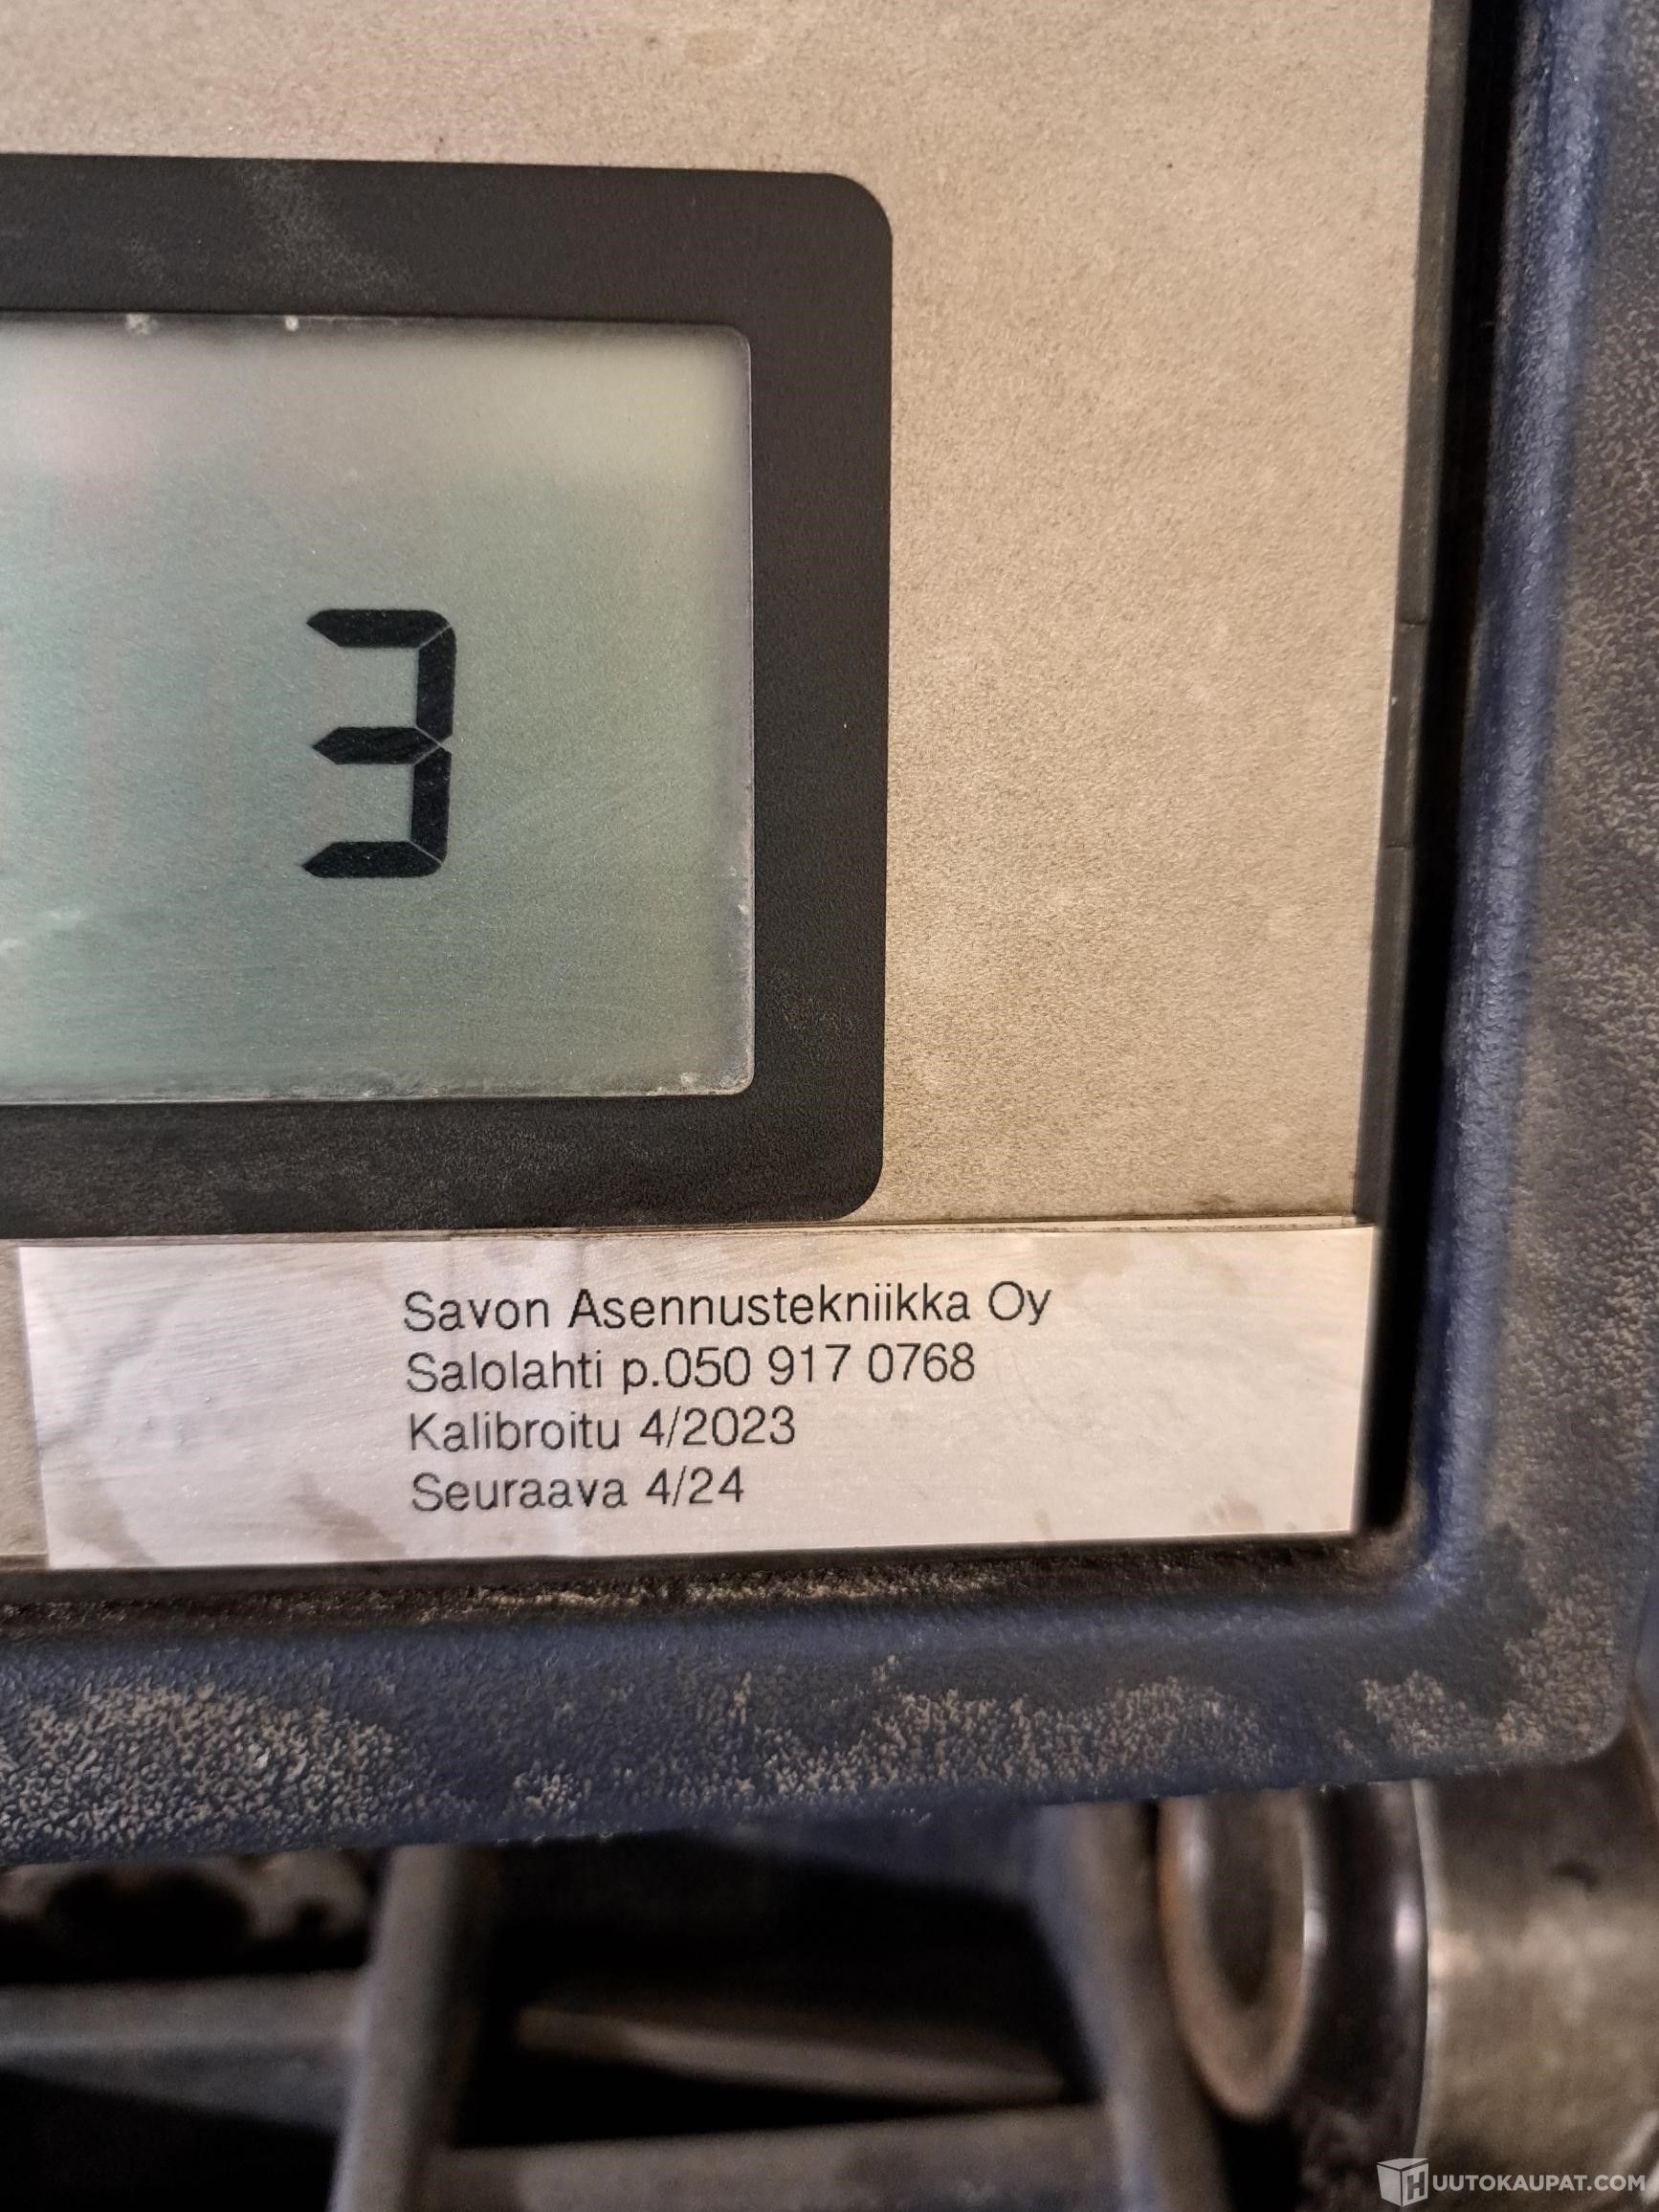 3
Savon Asennustekniikka Oy
Salolahti p.050 917 0768
Kalibroitu 4/2023
Seuraava 4/24
HUUTOKAUPAT.COM